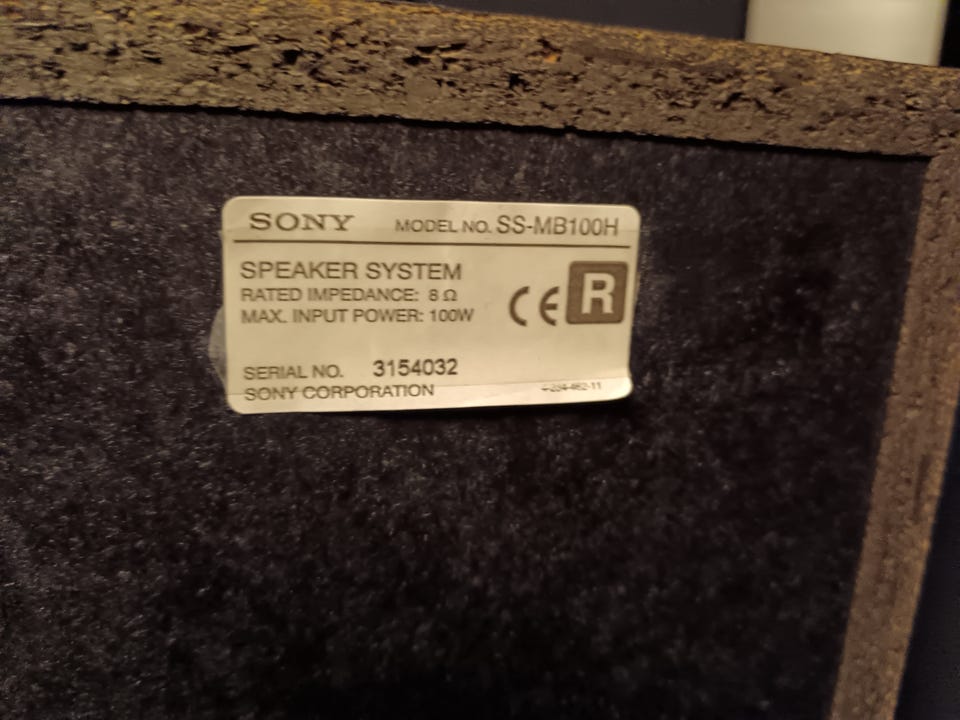 SONY MODEL NO. SS-MB100H
SPEAKER SYSTEM
RATED IMPEDANCE: 8 Ω
MAX. INPUT POWER: 100W
CE R
SERIAL NO. 3154032
SONY CORPORATION